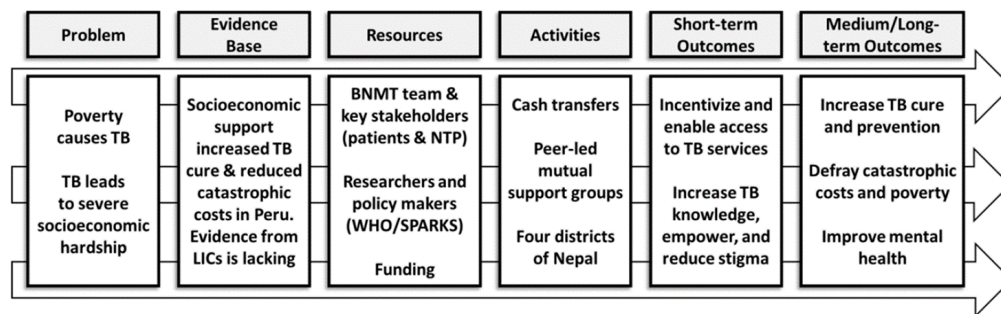 Problem
Evidence
Base
Resources
Activities
Short-term
Outcomes
Medium/Long-
term Outcomes
Poverty
causes TB
TB leads
to severe
socioeconomic
hardship
Socioeconomic
support
increased TB
cure & reduced
catastrophic
costs in Peru.
Evidence from
LICs is lacking
BNMT team &
key stakeholders
(patients & NTP)
Researchers and
policy makers
(WHO/SPARKS)
Funding
Cash transfers
Peer-led
mutual
support groups
Four districts
of Nepal
Incentivize and
enable access
to TB services
Increase TB
knowledge,
empower, and
reduce stigma
Increase TB cure
and prevention
Defray catastrophic
costs and poverty
Improve mental
health